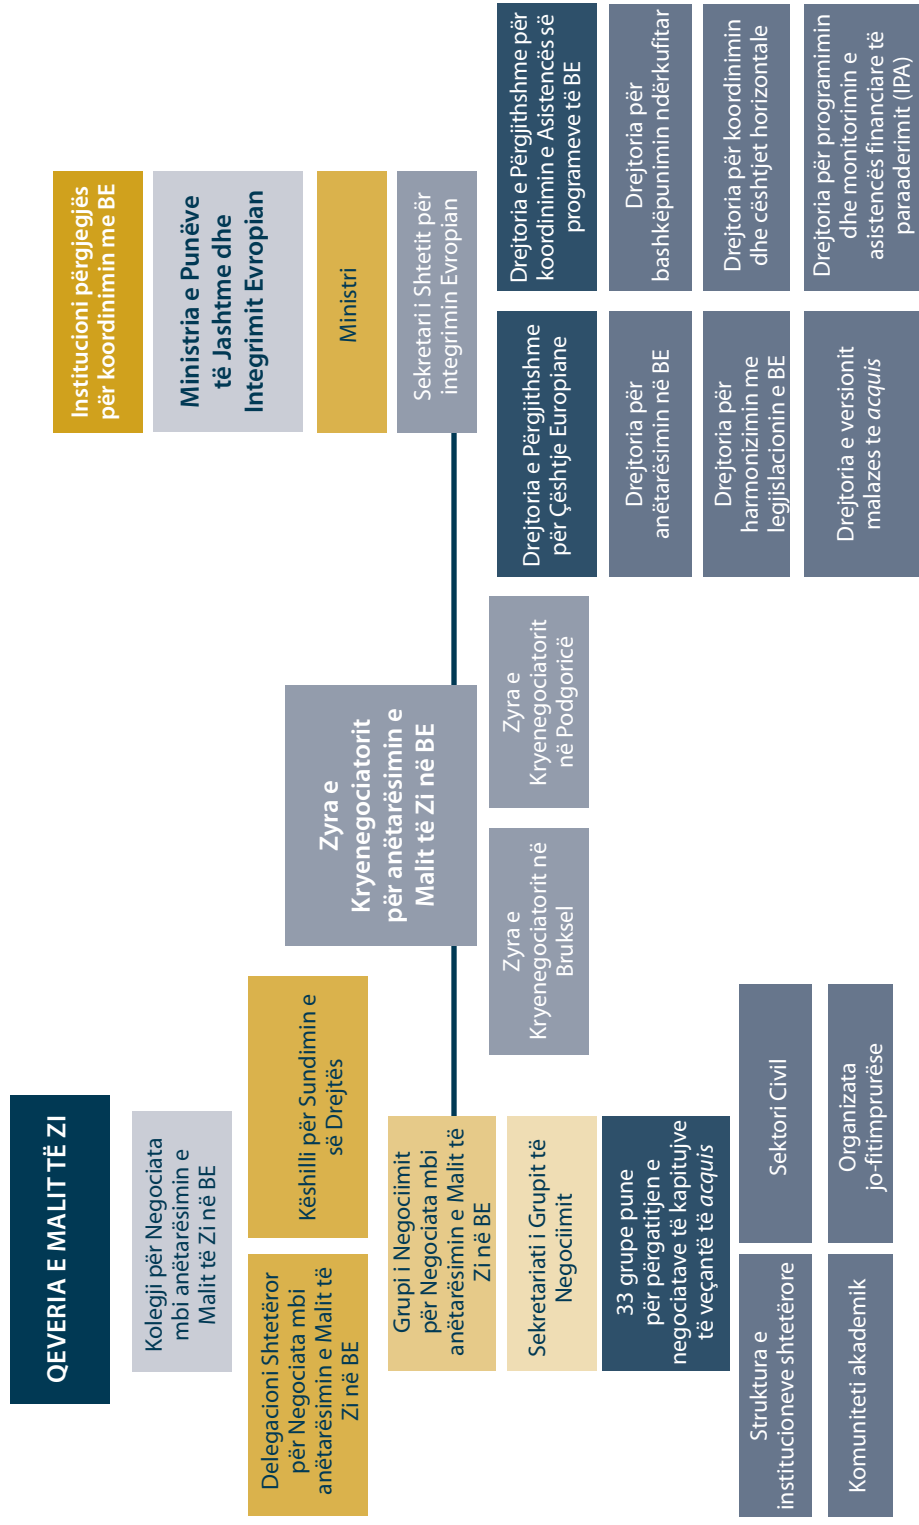 QEVERIA E MALIT TË ZI
Kolegji për Negociata
mbi anëtarësimin e
Malit të Zi në BE
Delegacioni Shtetëror
për Negociata mbi
anëtarësimin e Malit të
Zi në BE
Këshilli për Sundimin e
së Drejtës
Grupi i Negociimit
për Negociata mbi
anëtarësimin e Malit të
Zi në BE
Sekretariati i Grupit të
Negociimit
33 grupe pune
për përgatitjen e
negociatave të kapitujve
të veçantë të acquis
Struktura e
institucioneve shtetërore
Sektori Civil
Komuniteti akademik
Organizata
jo-fitimprurëse
Zyra e
Kryenegociatorit
për anëtarësimin e
Malit të Zi në BE
Zyra e
Kryenegociatorit në
Bruksel
Zyra e
Kryenegociatorit
në Podgoricë
Institucioni përgjegjës
për koordinimin me BE
Ministria e Punëve
të Jashtme dhe
Integrimit Evropian
Ministri
Sekretari i Shtetit për
integrimin Evropian
Drejtoria e Përgjithshme
për Çështje Europiane
Drejtoria për
anëtarësimin në BE
Drejtoria për
harmonizimin me
legjislacionin e BE
Drejtoria e versionit
malazes te acquis
Drejtoria e Përgjithshme për
koordinimin e Asistencës së
programeve të BE
Drejtoria për
bashkëpunimin ndërkufitar
Drejtoria për koordinimin
dhe cështjet horizontale
Drejtoria për programimin
dhe monitorimin e
asistencës financiare të
paraaderimit (IPA)